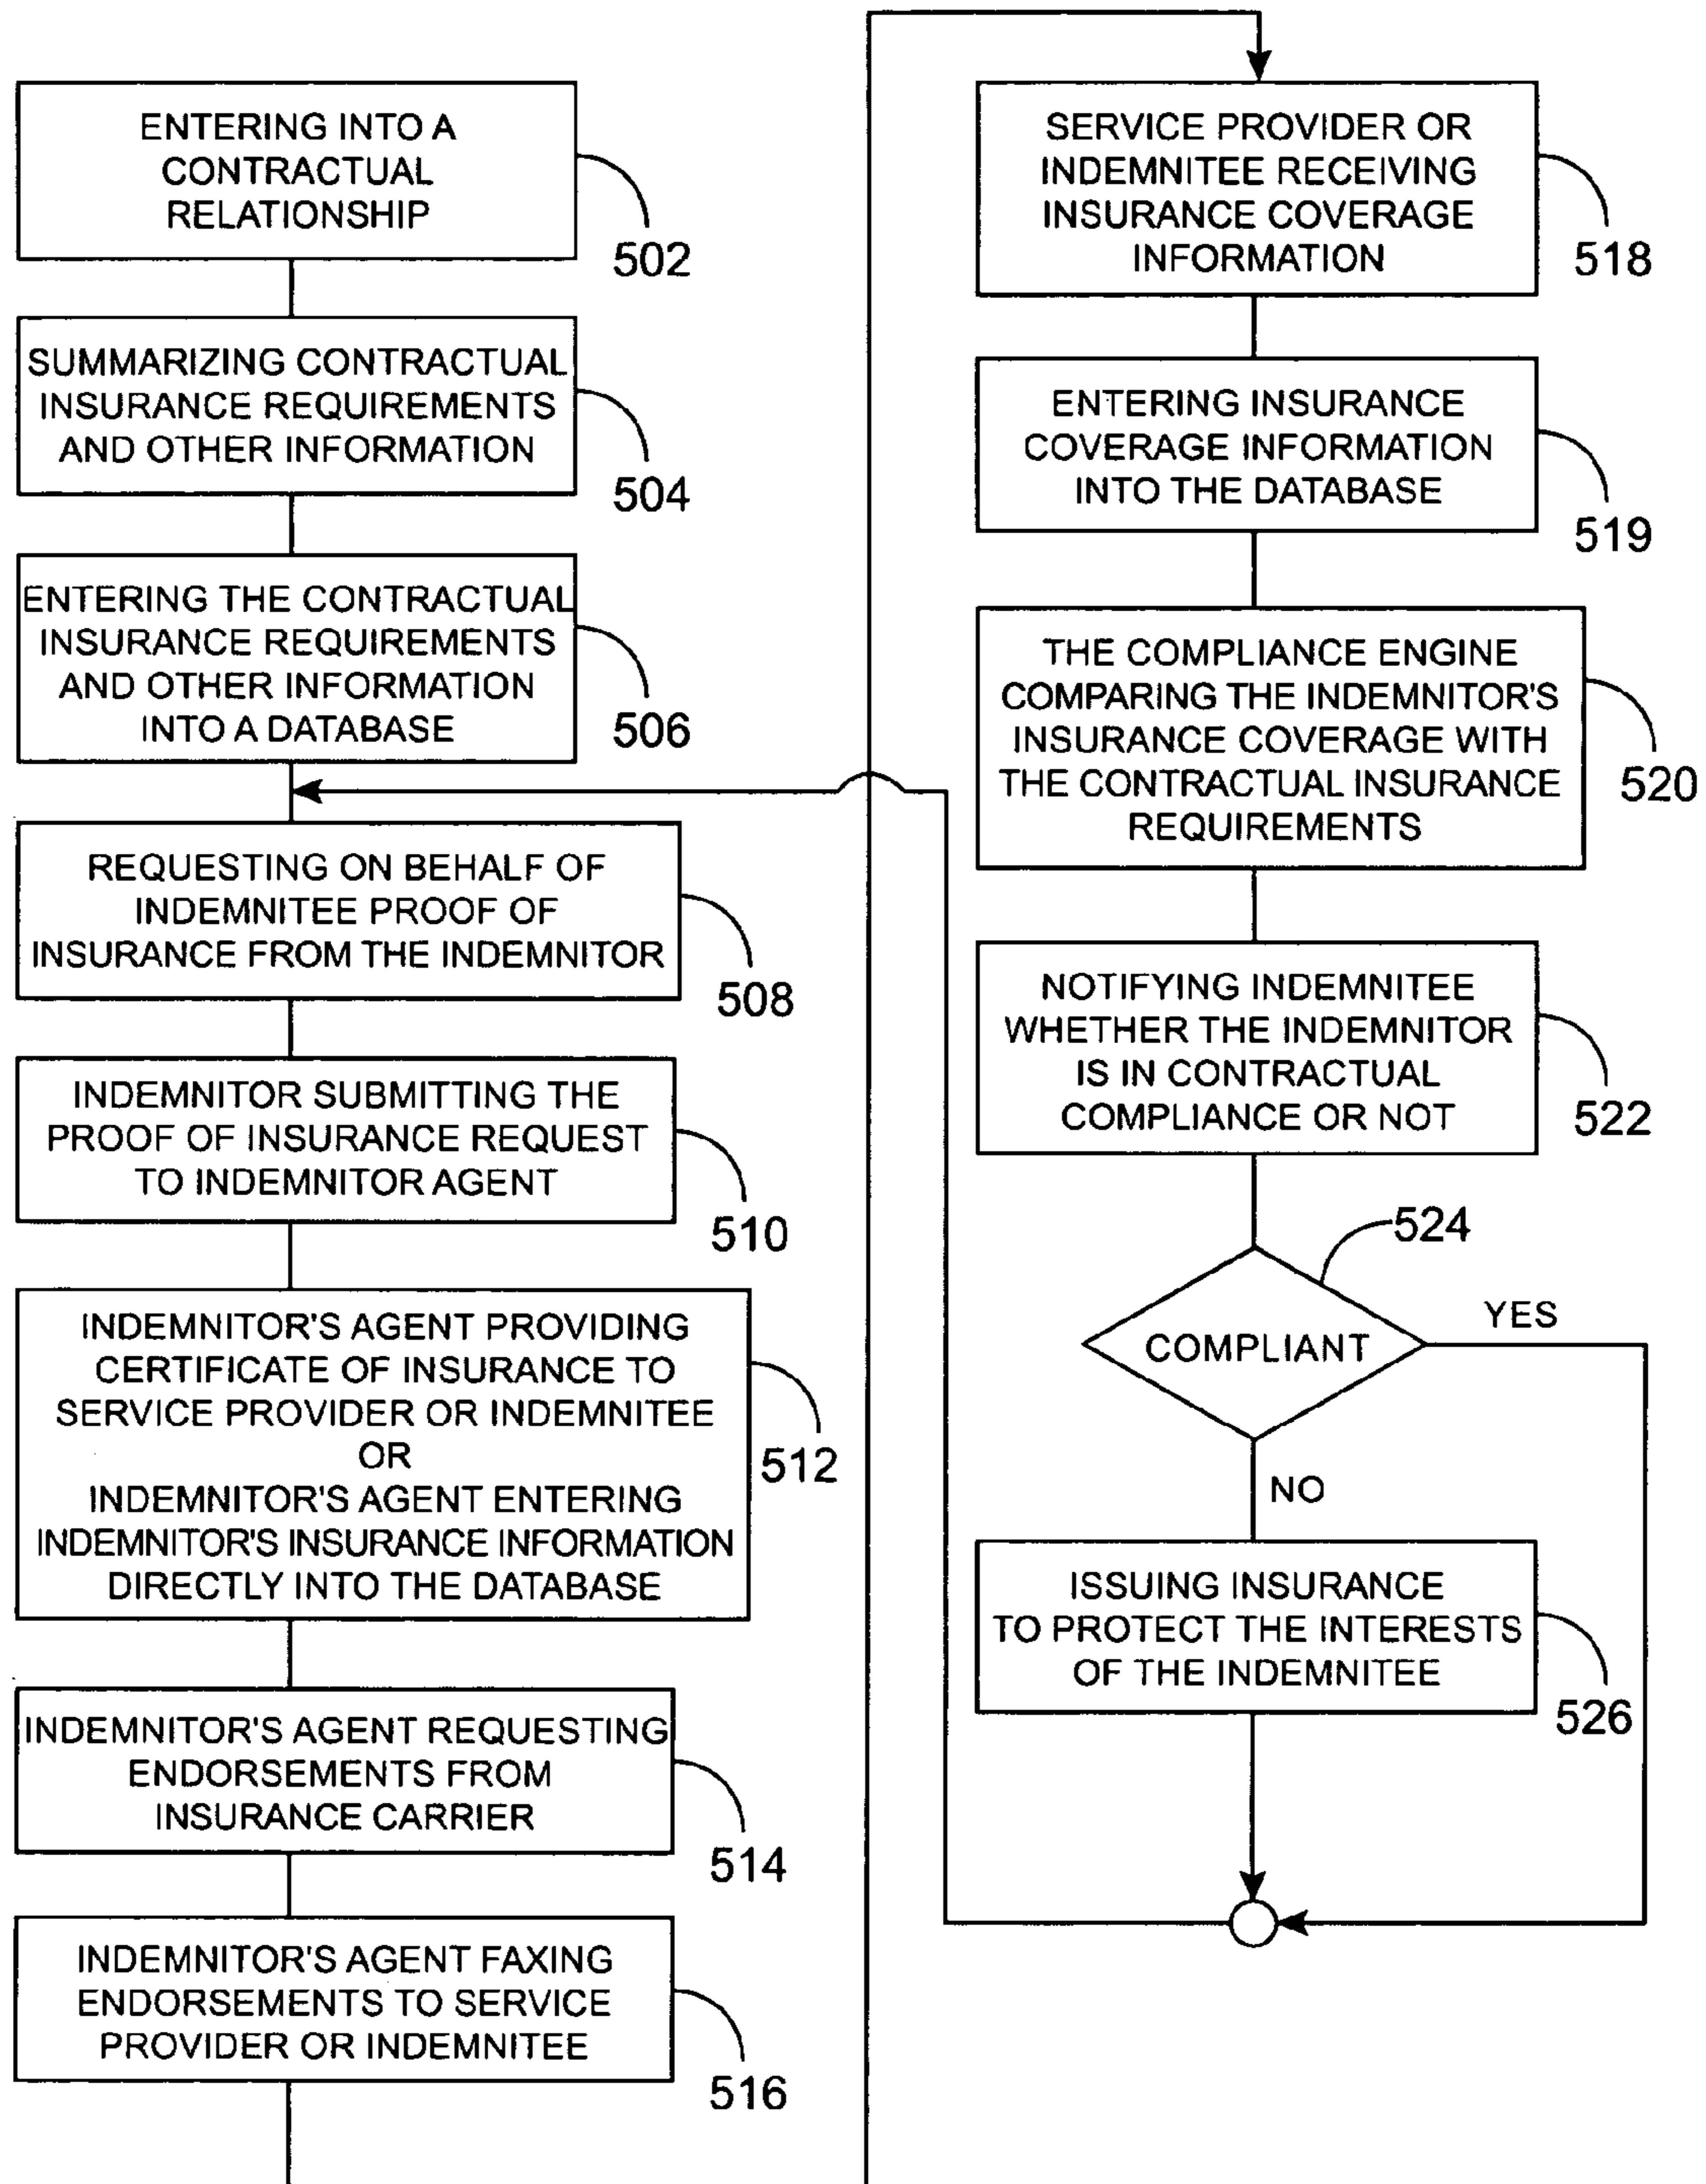 ENTERING INTO A
CONTRACTUAL
RELATIONSHIP
502
SUMMARIZING CONTRACTUAL
INSURANCE REQUIREMENTS
AND OTHER INFORMATION
504
ENTERING THE CONTRACTUAL
INSURANCE REQUIREMENTS
AND OTHER INFORMATION
INTO A DATABASE
506
REQUESTING ON BEHALF OF
INDEMNITEE PROOF OF
INSURANCE FROM THE INDEMNITOR
508
INDEMNITOR SUBMITTING THE
PROOF OF INSURANCE REQUEST
TO INDEMNITOR AGENT
510
INDEMNITOR'S AGENT PROVIDING
CERTIFICATE OF INSURANCE TO
SERVICE PROVIDER OR INDEMNITEE
OR
INDEMNITOR'S AGENT ENTERING
INDEMNITOR'S INSURANCE INFORMATION
DIRECTLY INTO THE DATABASE
512
INDEMNITOR'S AGENT REQUESTING
ENDORSEMENTS FROM
INSURANCE CARRIER
514
INDEMNITOR'S AGENT FAXING
ENDORSEMENTS TO SERVICE
PROVIDER OR INDEMNITEE
516
SERVICE PROVIDER OR
INDEMNITEE RECEIVING
INSURANCE COVERAGE
INFORMATION
518
ENTERING INSURANCE
COVERAGE INFORMATION
INTO THE DATABASE
519
THE COMPLIANCE ENGINE
COMPARING THE INDEMNITOR'S
INSURANCE COVERAGE WITH
THE CONTRACTUAL INSURANCE
REQUIREMENTS
520
NOTIFYING INDEMNITEE
WHETHER THE INDEMNITOR
IS IN CONTRACTUAL
COMPLIANCE OR NOT
522
524
COMPLIANT
YES
NO
ISSUING INSURANCE
TO PROTECT THE INTERESTS
OF THE INDEMNITEE
526